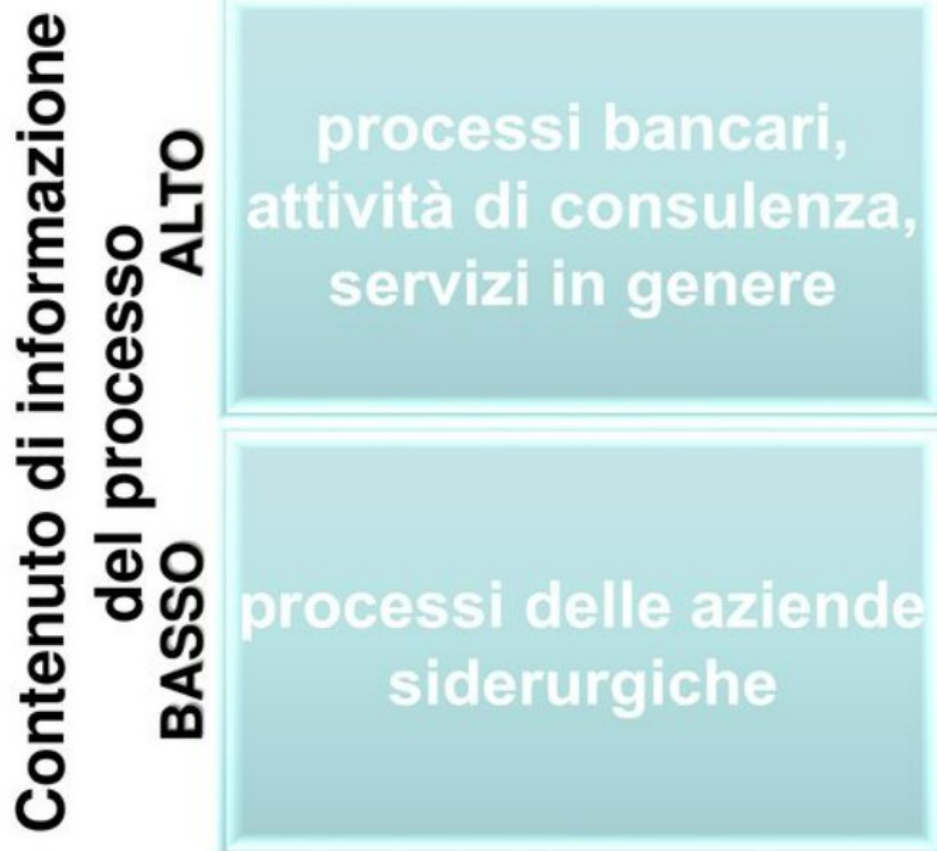 Contenuto di informazione
del processo
ALTO
BASSO
processi bancari,
attività di consulenza,
servizi in genere
processi delle aziende
siderurgiche